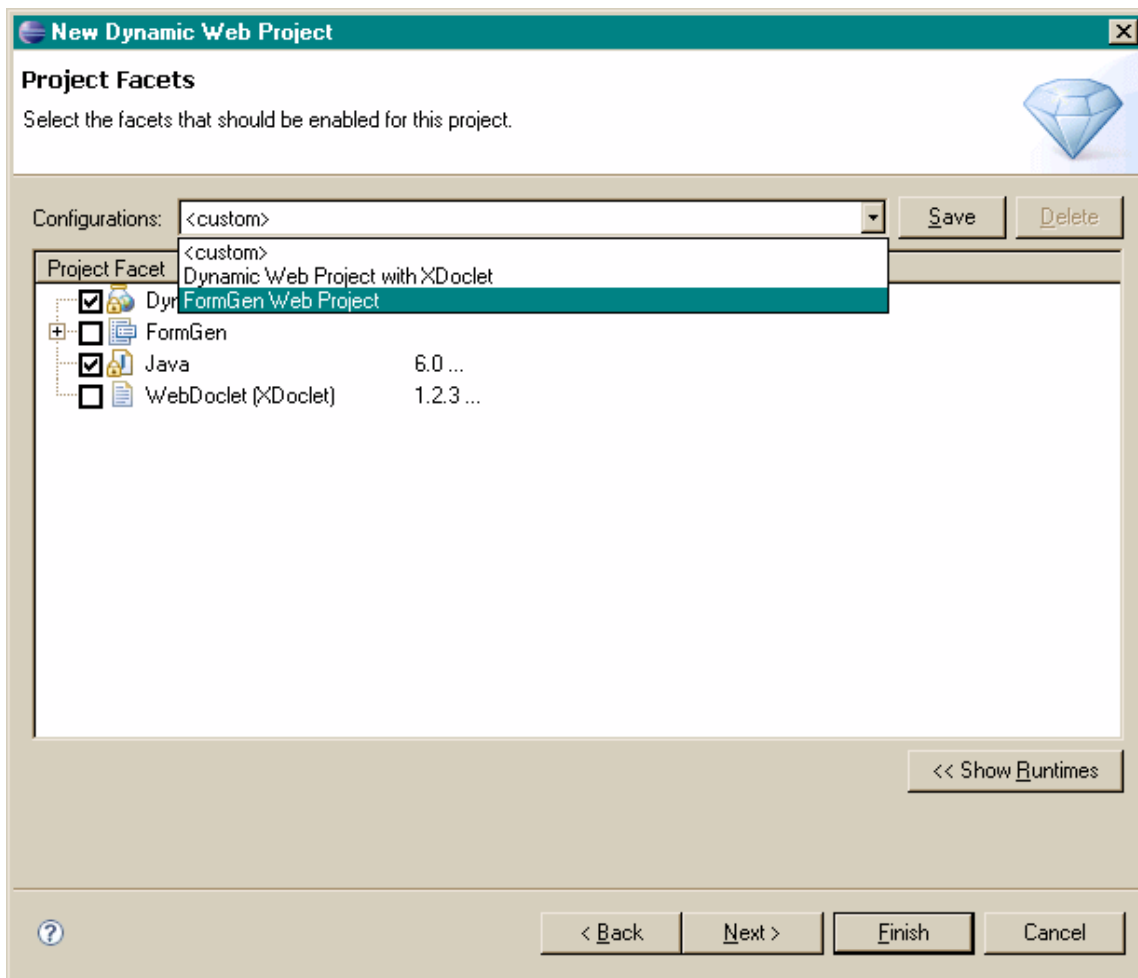 New Dynamic Web Project
Project Facets
Select the facets that should be enabled for this project.
Configurations: <custom> Save Delete
<custom>
Project Facet
Dynamic Web Project with XDoclet
FormGen Web Project
FormGen
Java 6.0 ...
WebDoclet (XDoclet) 1.2.3 ...
<< Show Runtimes
? < Back Next > Finish Cancel